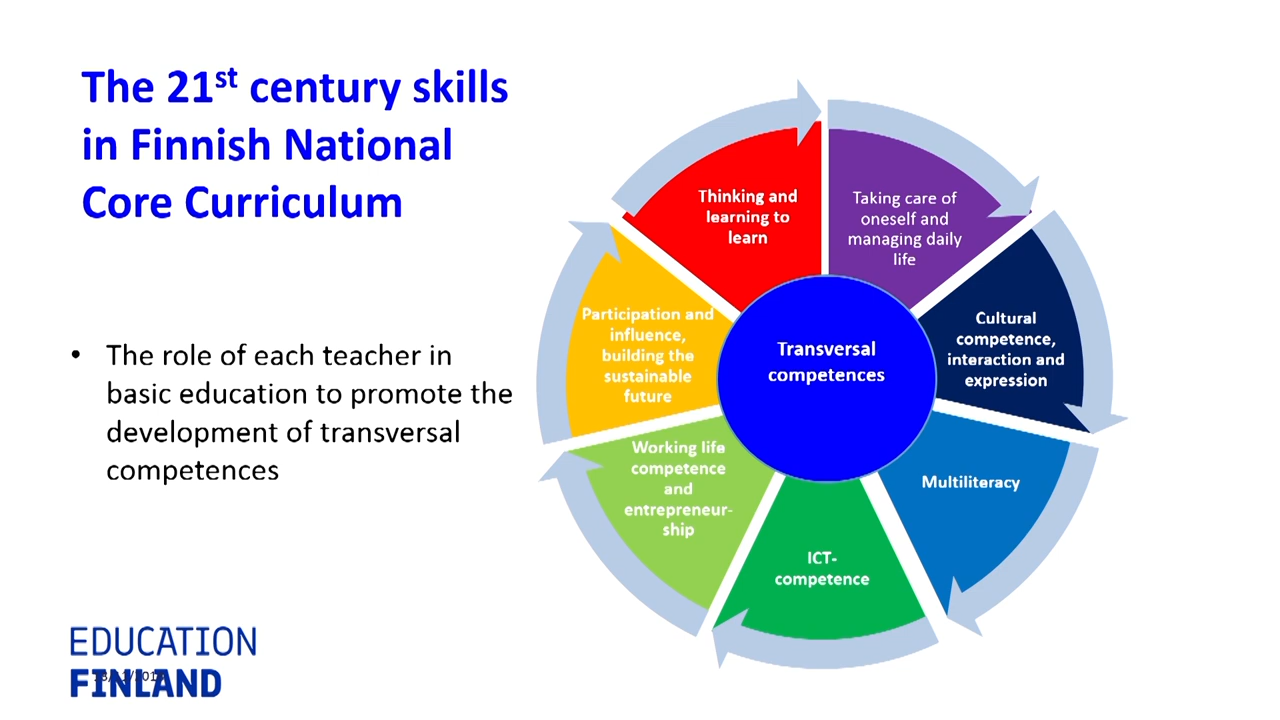 The 21st century skills
in Finnish National
Core Curriculum
• The role of each teacher in
basic education to promote the
development of transversal
competences
Thinking and
learning to
learn
Taking care of
oneself and
managing daily
life
Cultural
competence,
interaction and
expression
Multiliteracy
ICT-
competence
Working life
competence
and
entrepreneur-
ship
Participation and
influence,
building the
sustainable
future
Transversal
competences
EDUCATION
FINLAND